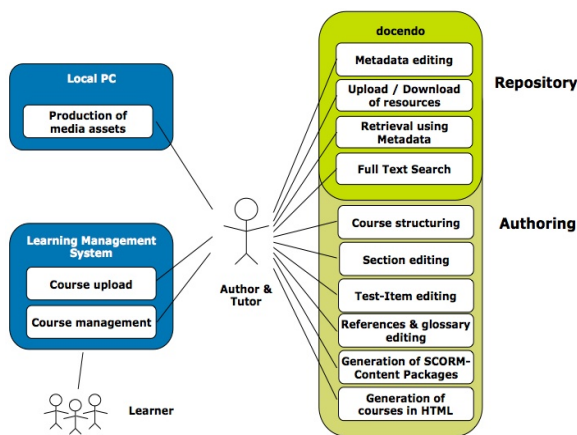 Local PC
Production of
media assets
Learning Management
System
Course upload
Course management
Learner
Author &
Tutor
docendo
Metadata editing
Upload / Download
of resources
Retrieval using
Metadata
Full Text Search
Repository
Course structuring
Section editing
Test-Item editing
References & glossary
editing
Generation of SCORM-
Content Packages
Generation of
courses in HTML
Authoring